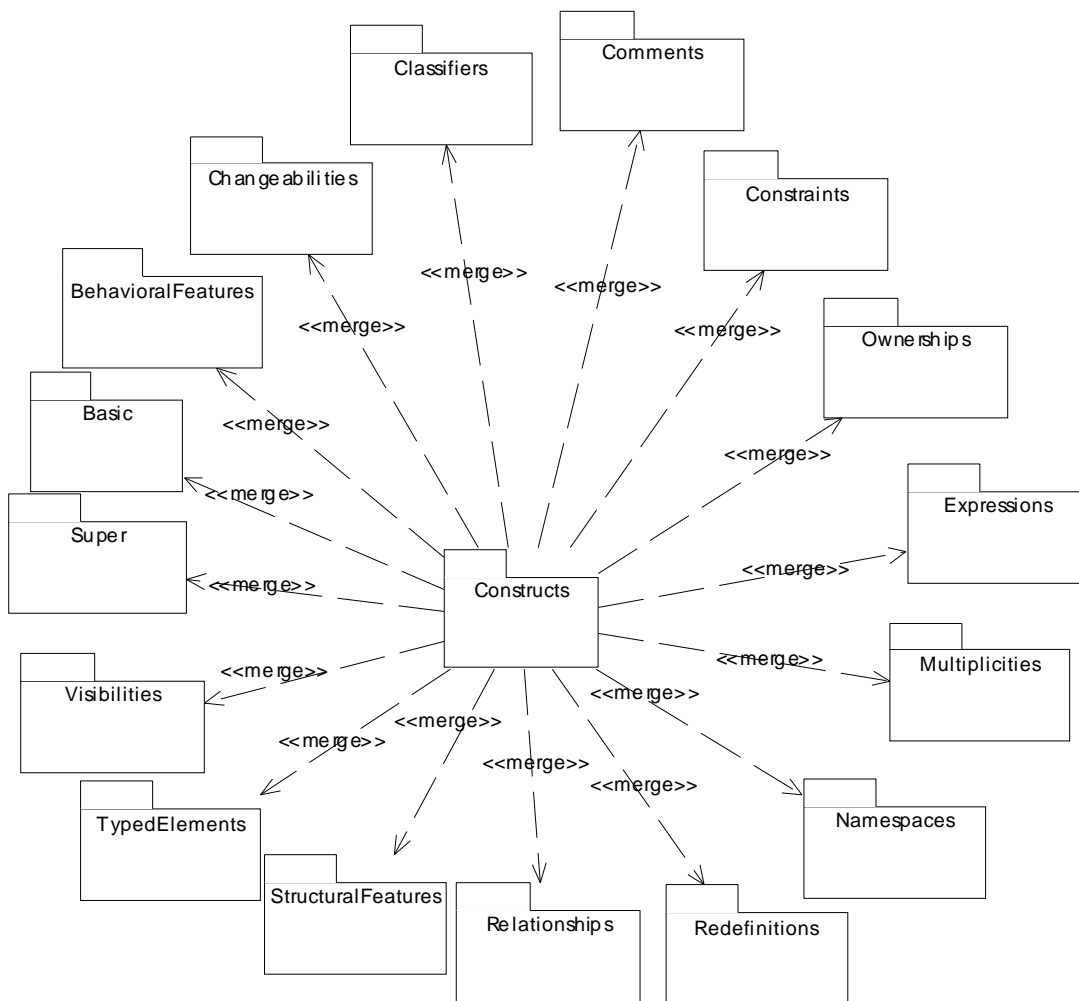 Comments
Classifiers
Changeabilities
Constraints
<<merge>>
<<merge>>
BehavioralFeatures
<<merge>>
<<merge>>
Ownerships
Basic
<<merge>>
<<merge>>
<<merge>>
Expressions
Super
<<merge>>
Constructs
<<merge>>
<<merge>>
Multiplicities
Visibilities
<<merge>>
<<merge>>
<<merge>>
<<merge>>
<<merge>>
TypedElements
Namespaces
StructuralFeatures
Relationships
Redefinitions